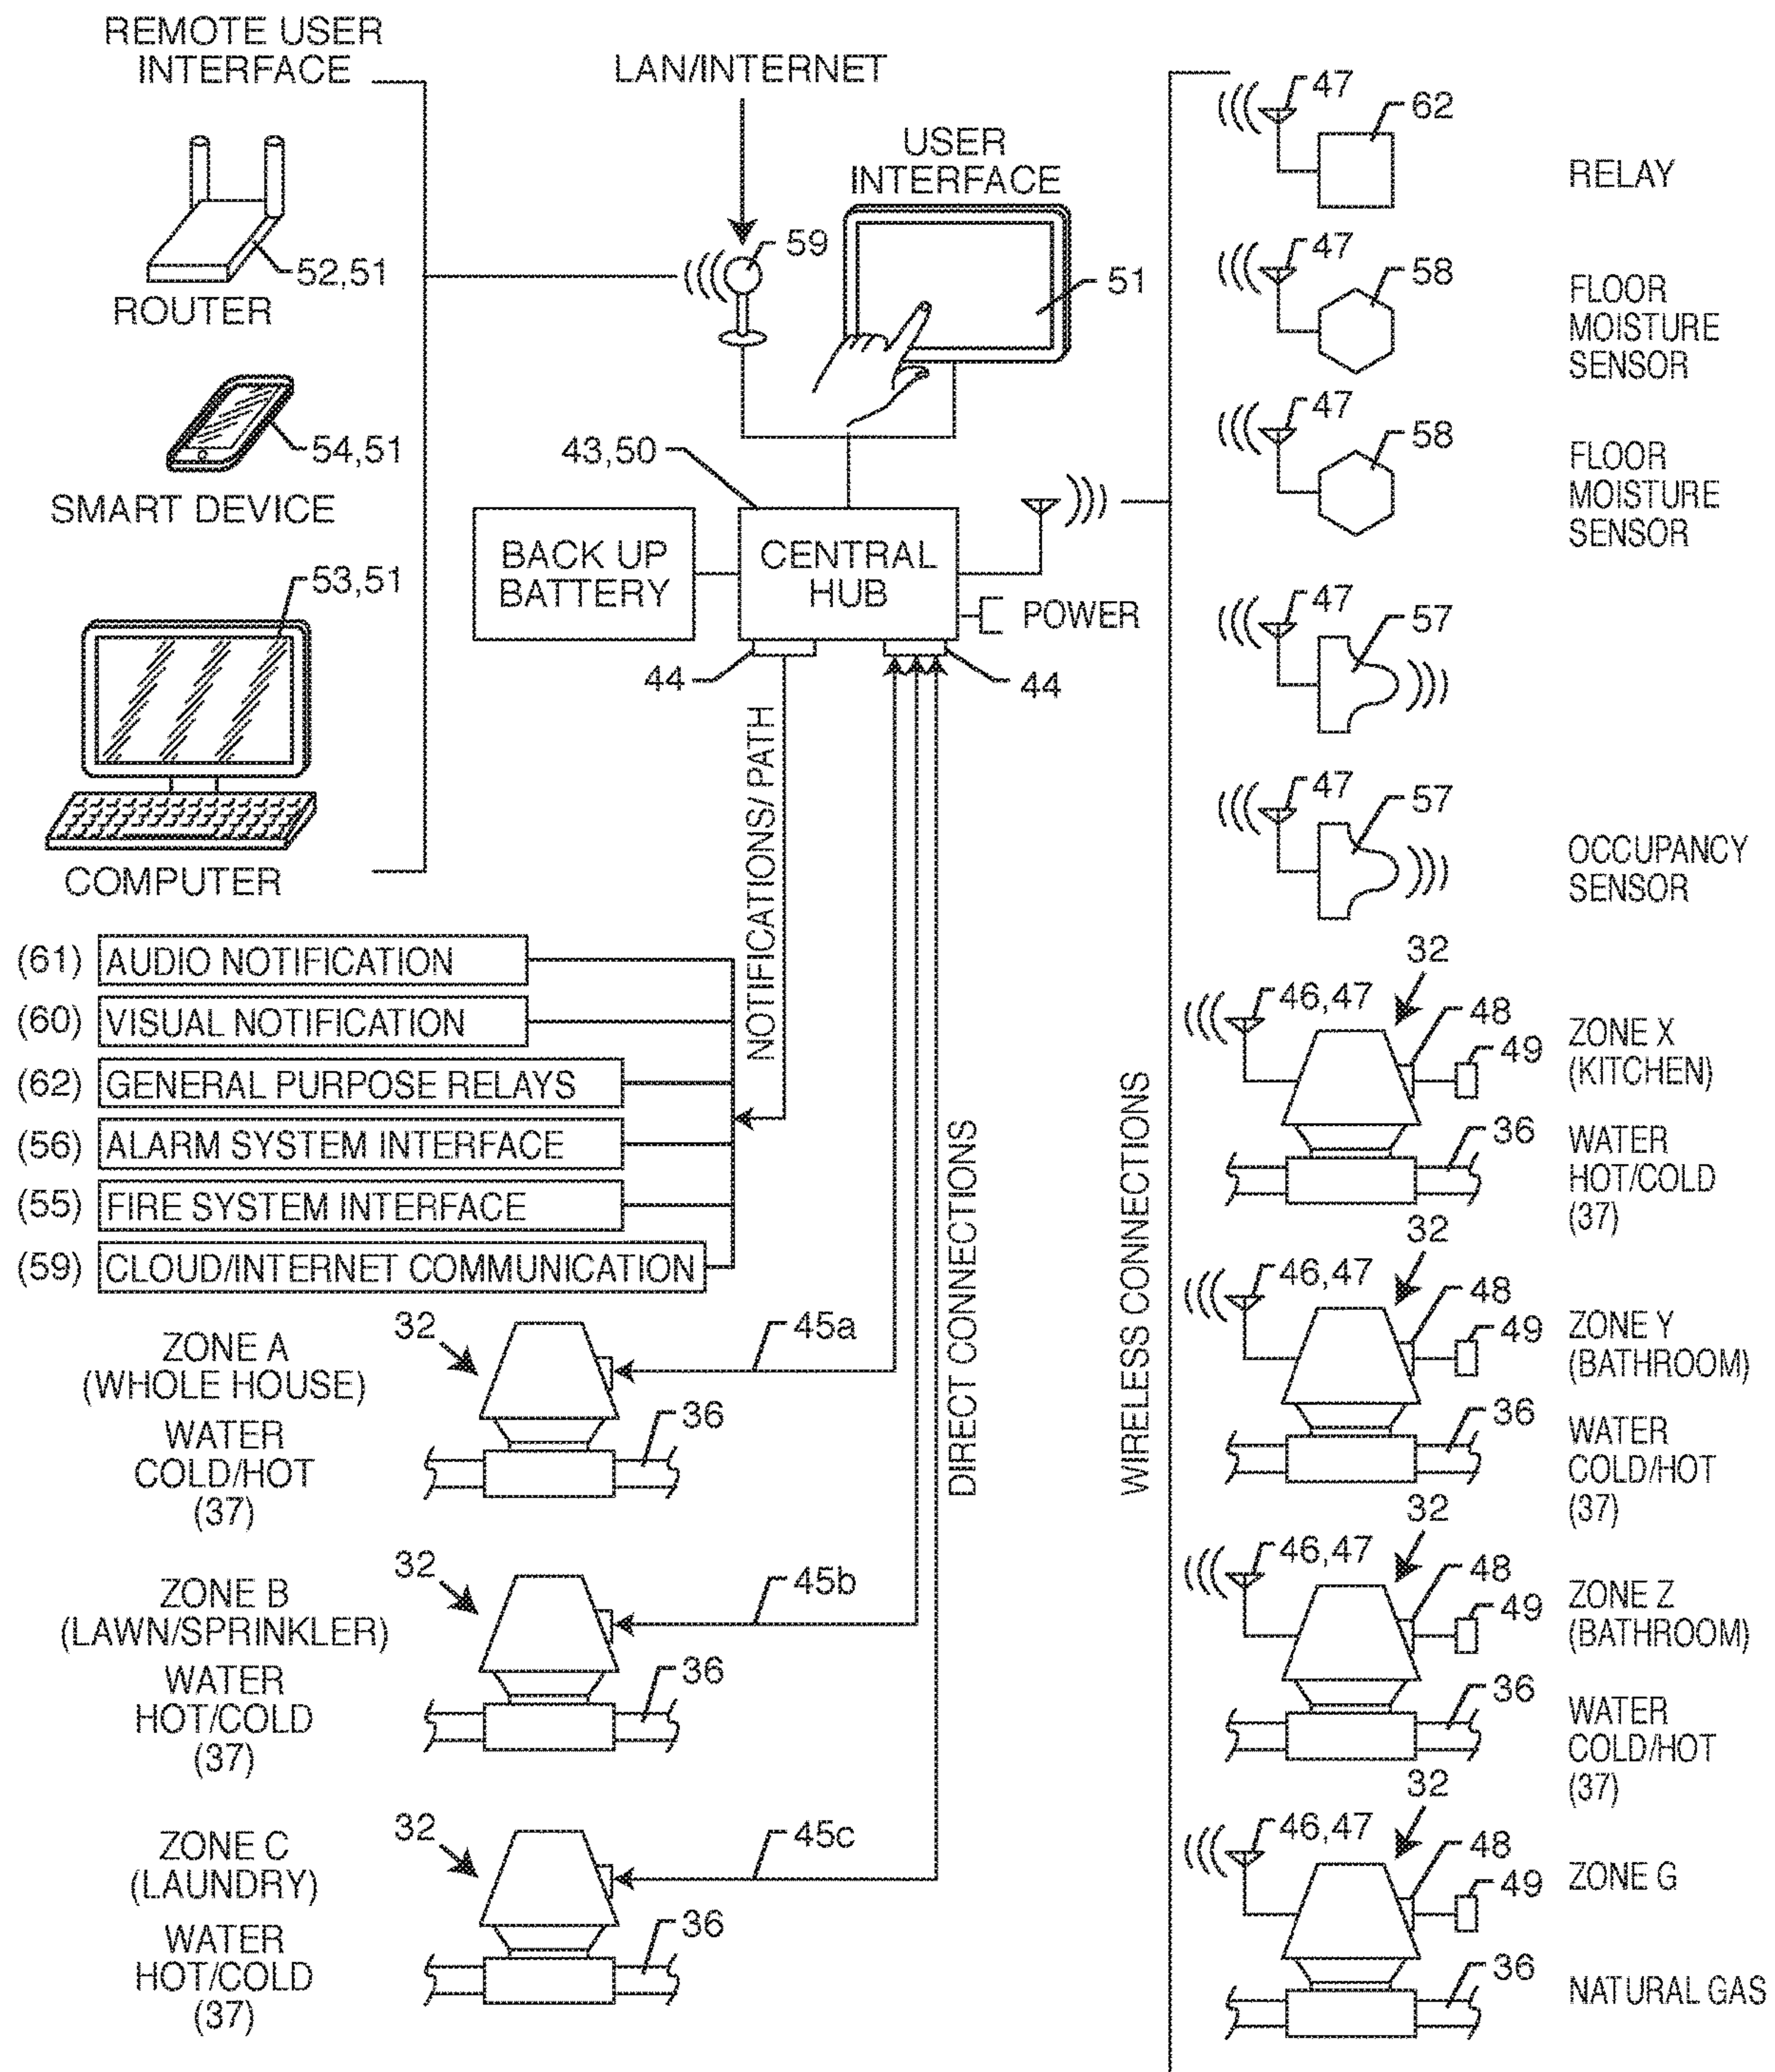 REMOTE USER
INTERFACE
LAN/INTERNET
USER
INTERFACE
59
51
52,51
ROUTER
54,51
SMART DEVICE
53,51
COMPUTER
43,50
BACK UP
BATTERY
CENTRAL
HUB
POWER
44
44
NOTIFICATIONS/ PATH
(61) AUDIO NOTIFICATION
(60) VISUAL NOTIFICATION
(62) GENERAL PURPOSE RELAYS
(56) ALARM SYSTEM INTERFACE
(55) FIRE SYSTEM INTERFACE
(59) CLOUD/INTERNET COMMUNICATION
DIRECT CONNECTIONS
WIRELESS CONNECTIONS
ZONE A
(WHOLE HOUSE)
WATER
COLD/HOT
(37)
32
45a
36
ZONE B
(LAWN/SPRINKLER)
WATER
HOT/COLD
(37)
32
45b
36
ZONE C
(LAUNDRY)
WATER
HOT/COLD
(37)
32
45c
36
47
62
RELAY
47
58
FLOOR
MOISTURE
SENSOR
47
58
FLOOR
MOISTURE
SENSOR
47
57
47
57
OCCUPANCY
SENSOR
32
46,47
48
49
ZONE X
(KITCHEN)
36
WATER
HOT/COLD
(37)
32
46,47
48
49
ZONE Y
(BATHROOM)
36
WATER
COLD/HOT
(37)
32
46,47
48
49
ZONE Z
(BATHROOM)
36
WATER
COLD/HOT
(37)
32
46,47
48
49
ZONE G
36
NATURAL GAS